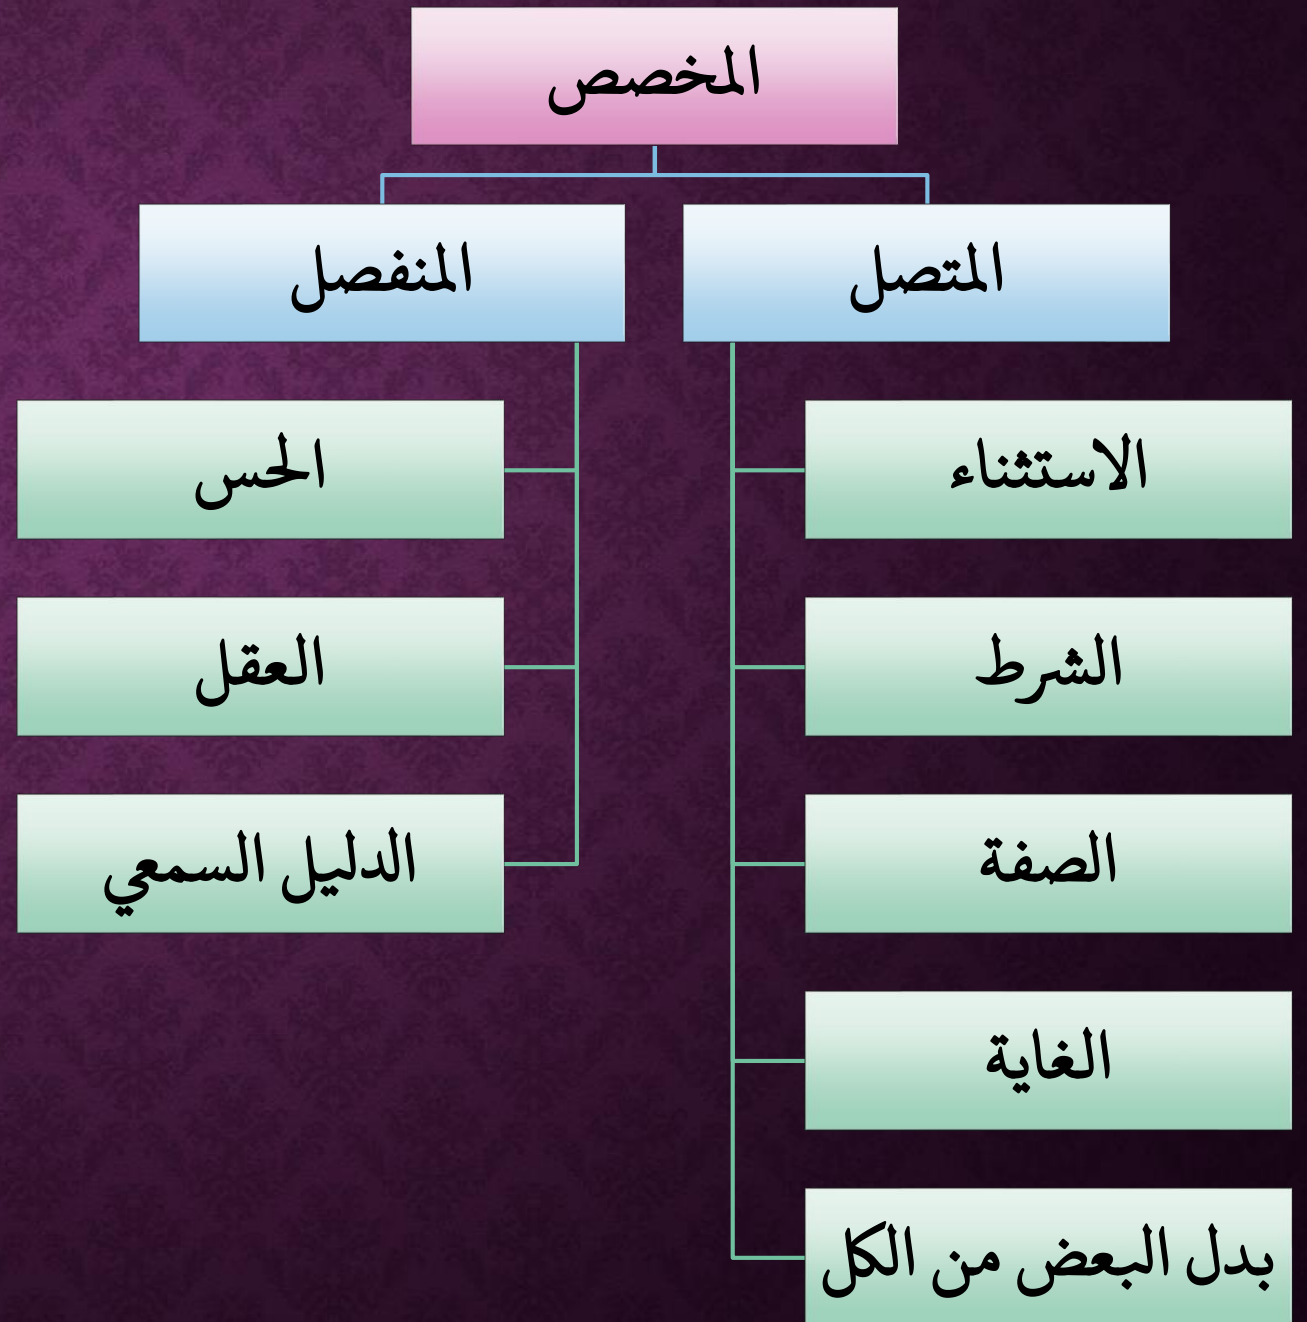 المخصص
المتصل
المنفصل
الاستثناء
الحس
الشرط
العقل
الصفة
الدليل السمعي
الغاية
بدل البعض من الكل